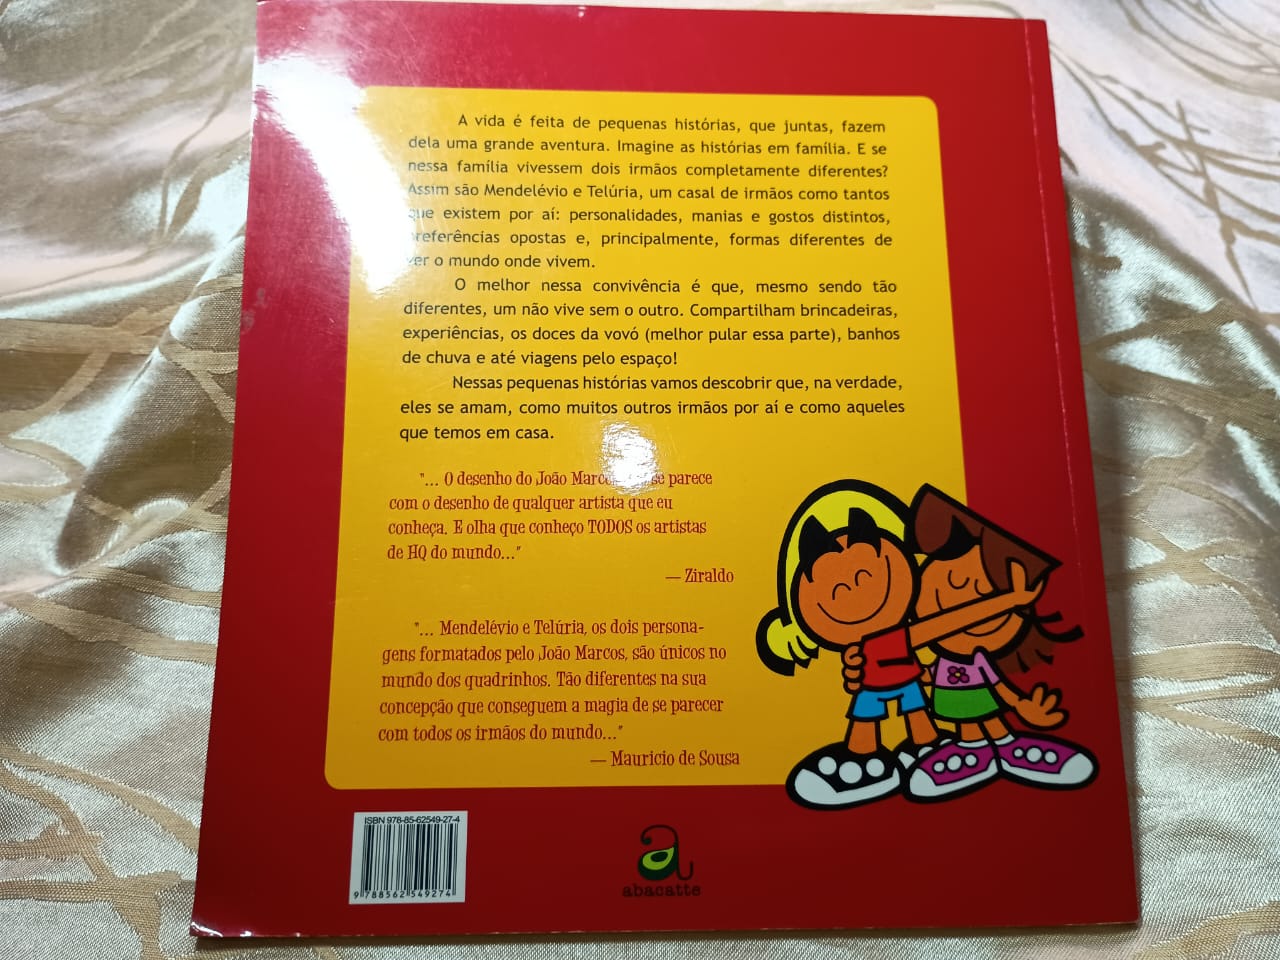 A vida é feita de pequenas histórias, que juntas, fazem
dela uma grande aventura. Imagine as histórias em família. E se
nessa família vivessem dois irmãos completamente diferentes?
Assim são Mendelévio e Telúria, um casal de irmãos como tantos
que existem por aí: personalidades, manias e gostos distintos,
preferências opostas e, principalmente, formas diferentes de
ver o mundo onde vivem.
O melhor nessa convivência é que, mesmo sendo tão
diferentes, um não vive sem o outro. Compartilham brincadeiras,
experiências, os doces da vovó (melhor pular essa parte), banhos
de chuva e até viagens pelo espaço!
Nessas pequenas histórias vamos descobrir que, na verdade,
eles se amam, como muitos outros irmãos por aí e como aqueles
que temos em casa.
"... O desenho do João Marcos se parece
com o desenho de qualquer artista que eu
conheça. E olha que conheço TODOS os artistas
de HQ do mundo..."
— Ziraldo
"... Mendelévio e Telúria, os dois persona-
gens formatados pelo João Marcos, são únicos no
mundo dos quadrinhos. Tão diferentes na sua
concepção que conseguem a magia de se parecer
com todos os irmãos do mundo..."
— Mauricio de Sousa
ISBN 978-85-62549-27-4
9 788562 549274
a
abacatte